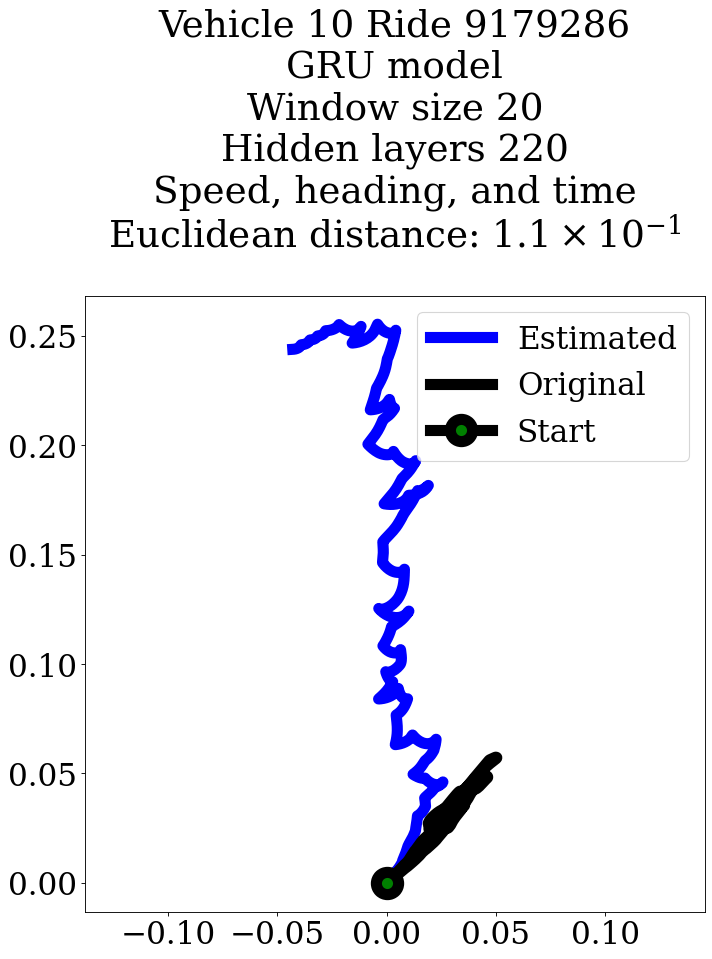 Vehicle 10 Ride 9179286
GRU model
Window size 20
Hidden layers 220
Speed, heading, and time
Euclidean distance: 1.1 × 10⁻¹
Estimated
Original
Start
0.25
0.20
0.15
0.10
0.05
0.00
−0.10 −0.05 0.00 0.05 0.10